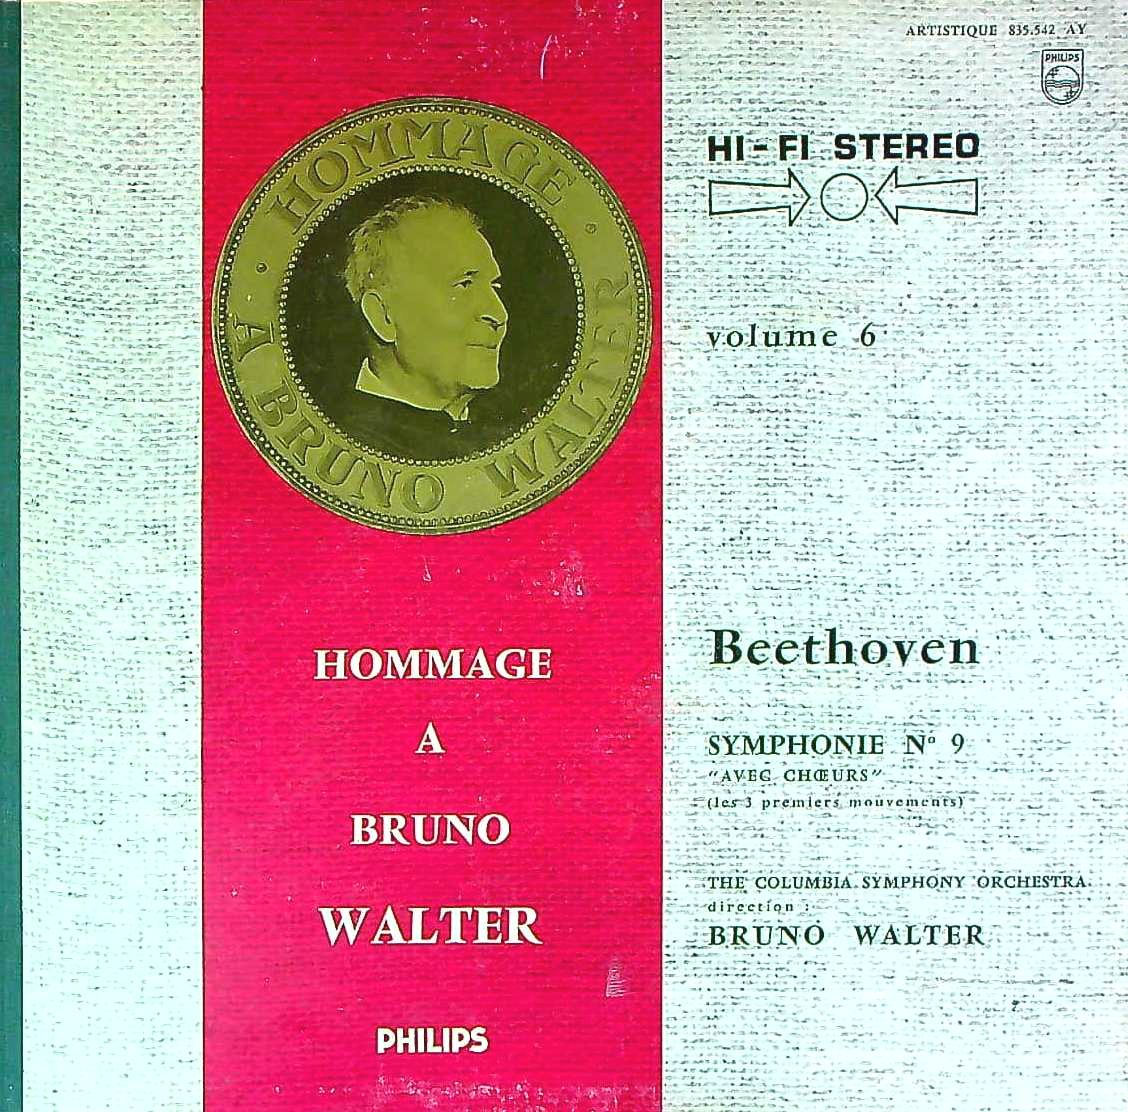 ARTISTIQUE 835.542 AY
PHILIPS
HI-FI STEREO
HOMMAGE
A BRUNO WALTER
volume 6
HOMMAGE
A
BRUNO
WALTER
PHILIPS
Beethoven
SYMPHONIE Nº 9
"AVEC CHŒURS"
(les 3 premiers mouvements)
THE COLUMBIA SYMPHONY ORCHESTRA
direction :
BRUNO WALTER